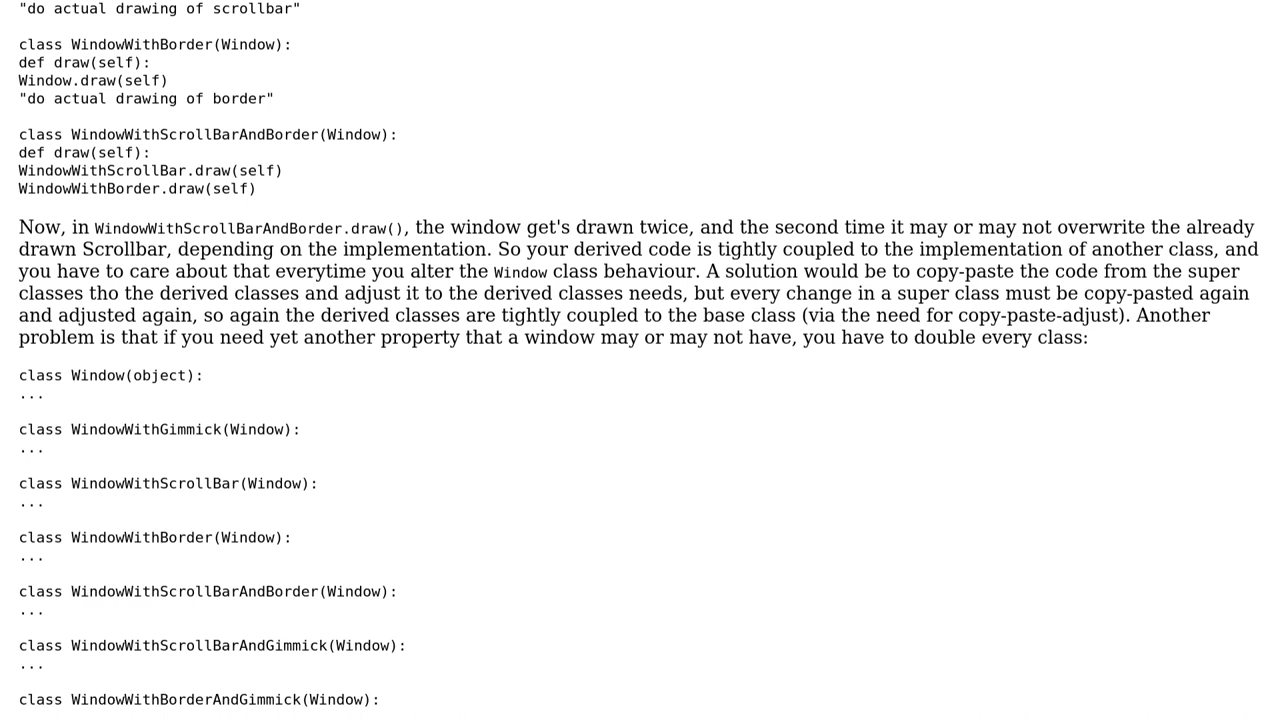 "do actual drawing of scrollbar"
class WindowWithBorder(Window):
def draw(self):
Window.draw(self)
"do actual drawing of border"
class WindowWithScrollBarAndBorder(Window):
def draw(self):
WindowWithScrollBar.draw(self)
WindowWithBorder.draw(self)
Now, in WindowWithScrollBarAndBorder.draw(), the window get's drawn twice, and the second time it may or may not overwrite the already
drawn Scrollbar, depending on the implementation. So your derived code is tightly coupled to the implementation of another class, and
you have to care about that everytime you alter the Window class behaviour. A solution would be to copy-paste the code from the super
classes tho the derived classes and adjust it to the derived classes needs, but every change in a super class must be copy-pasted again
and adjusted again, so again the derived classes are tightly coupled to the base class (via the need for copy-paste-adjust). Another
problem is that if you need yet another property that a window may or may not have, you have to double every class:
class Window(object):
...
class WindowWithGimmick(Window):
...
class WindowWithScrollBar(Window):
...
class WindowWithBorder(Window):
...
class WindowWithScrollBarAndBorder(Window):
...
class WindowWithScrollBarAndGimmick(Window):
...
class WindowWithBorderAndGimmick(Window):